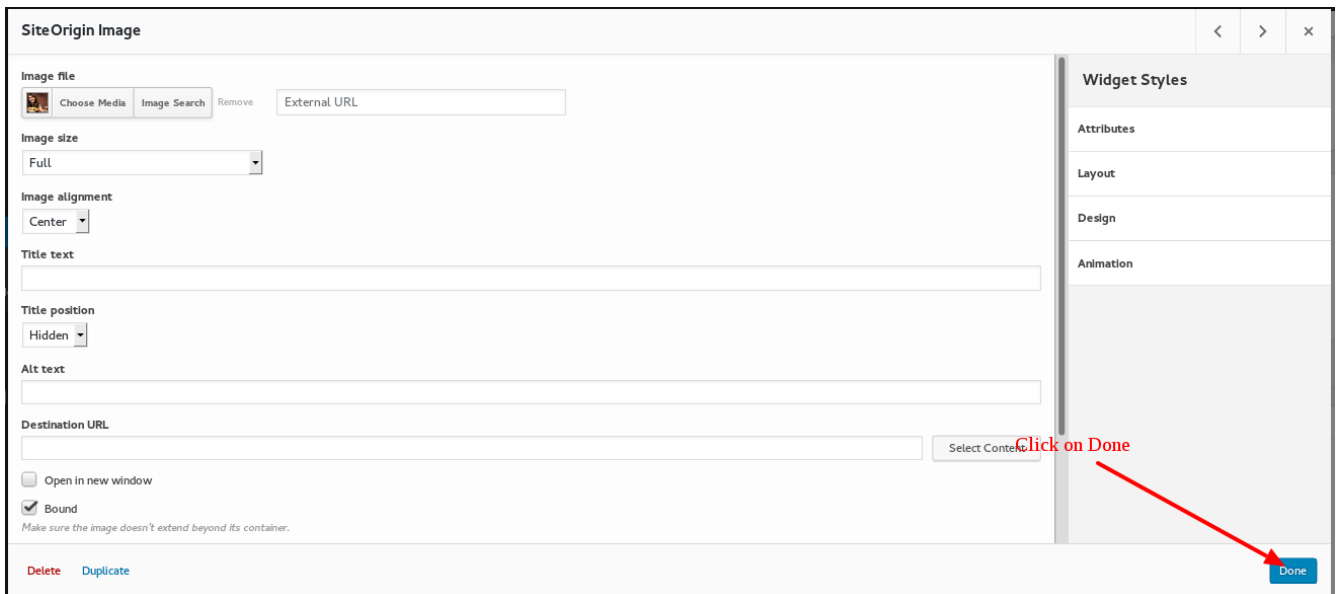 SiteOrigin Image
Image file
Choose Media Image Search Remove External URL
Image size
Full
Image alignment
Center
Title text
Title position
Hidden
Alt text
Destination URL
Select Content
Open in new window
Bound
Make sure the image doesn't extend beyond its container.
Delete Duplicate
Widget Styles
Attributes
Layout
Design
Animation
Click on Done
Done